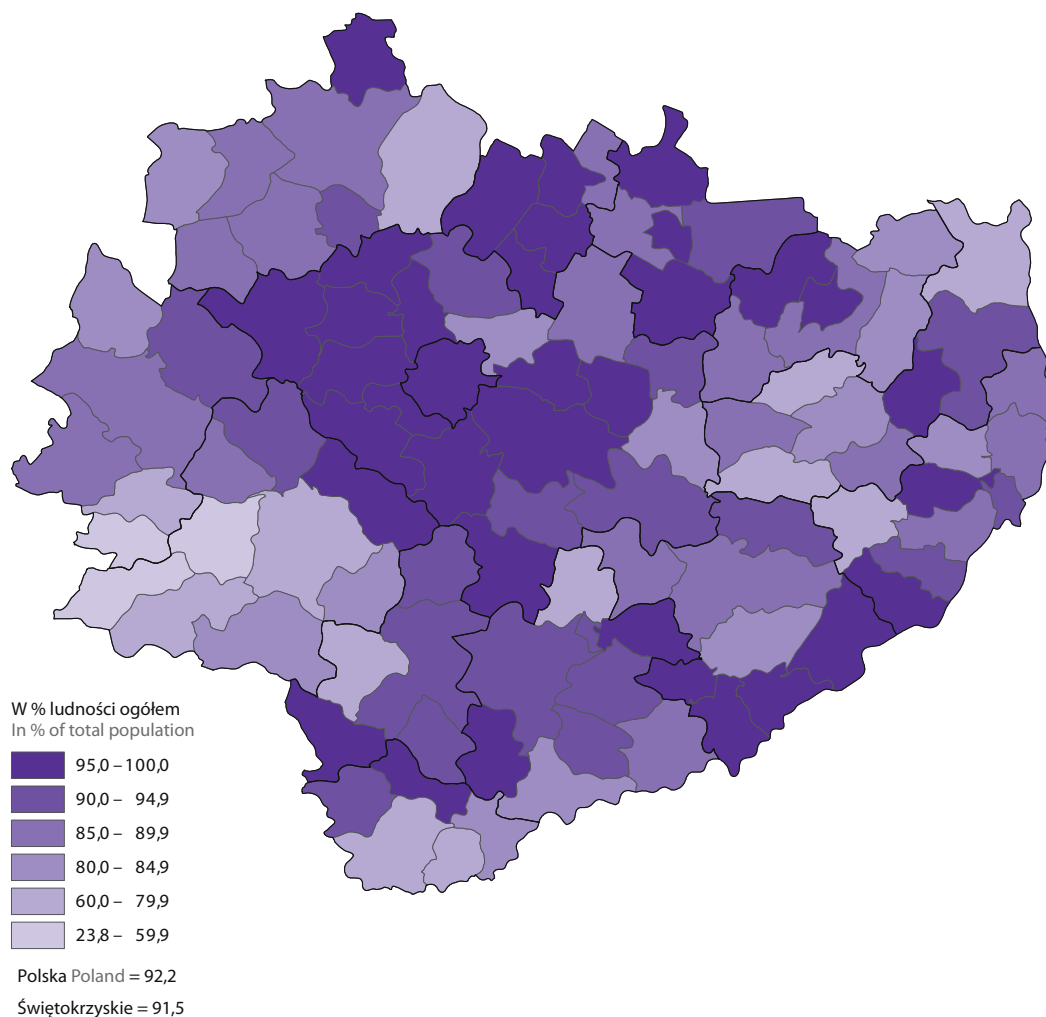 W % ludności ogółem
In % of total population
95,0 – 100,0
90,0 – 94,9
85,0 – 89,9
80,0 – 84,9
60,0 – 79,9
23,8 – 59,9
Polska Poland = 92,2
Świętokrzyskie = 91,5